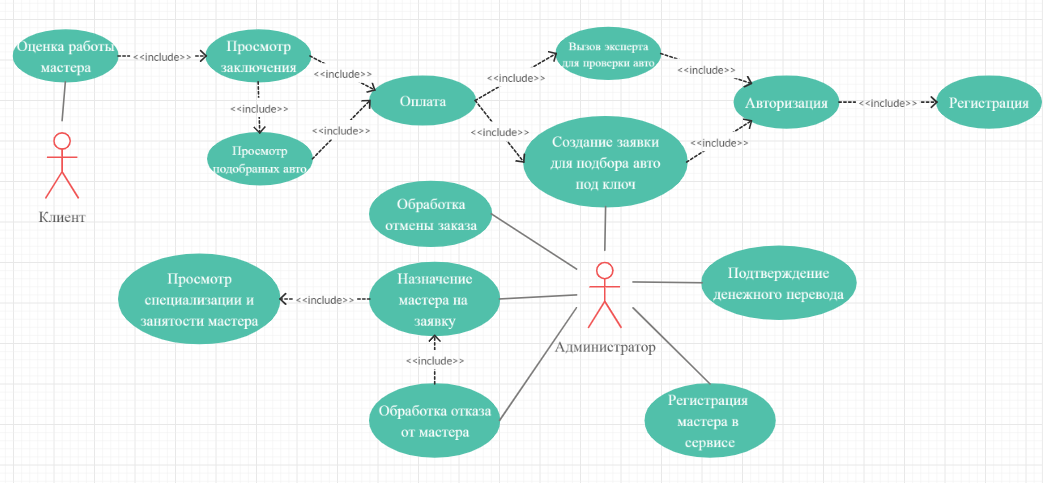 Оценка работы
мастера
<<include>>
Просмотр
заключения
<<include>>
<<include>>
Просмотр
подобраных авто
<<include>>
Оплата
<<include>>
<<include>>
Вызов эксперта
для проверки авто
<<include>>
Создание заявки
для подбора авто
под ключ
<<include>>
Авторизация
<<include>>
Регистрация
Клиент
Обработка
отмены заказа
Просмотр
специализации и
занятости мастера
<<include>>
Назначение
мастера на
заявку
<<include>>
Обработка отказа
от мастера
Администратор
Подтверждение
денежного перевода
Регистрация
мастера в
сервисе